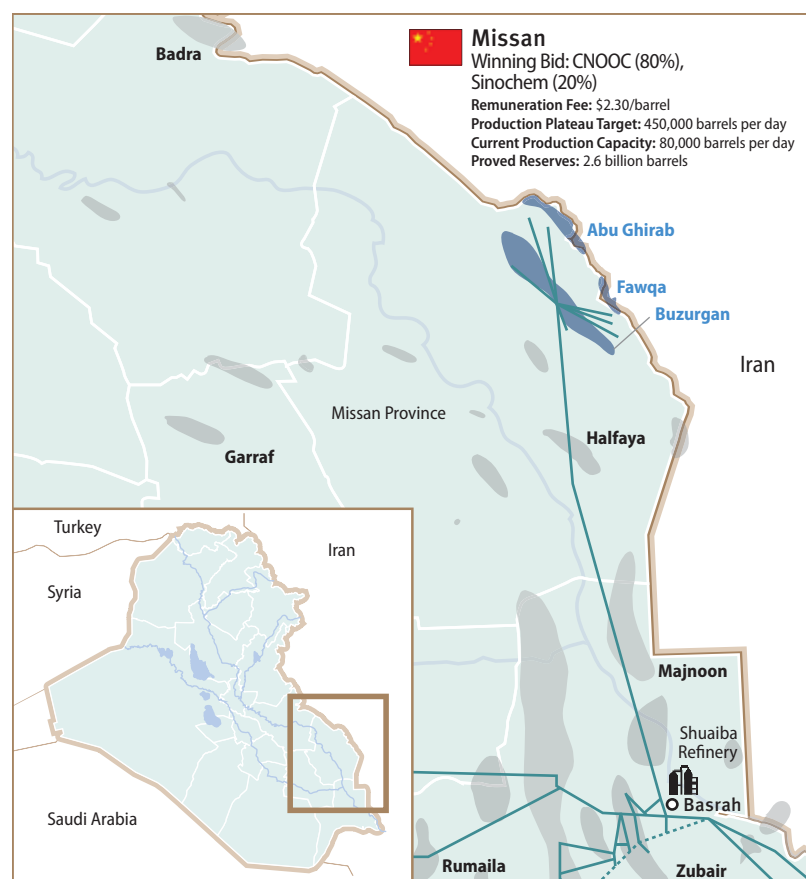 Missan
Winning Bid: CNOOC (80%),
Sinochem (20%)
Remuneration Fee: $2.30/barrel
Production Plateau Target: 450,000 barrels per day
Current Production Capacity: 80,000 barrels per day
Proved Reserves: 2.6 billion barrels
Badra
Abu Ghirab
Fawqa
Buzurgan
Iran
Missan Province
Halfaya
Garraf
Majnoon
Shuaiba
Refinery
Basrah
Rumaila
Zubair
Turkey
Iran
Syria
Saudi Arabia